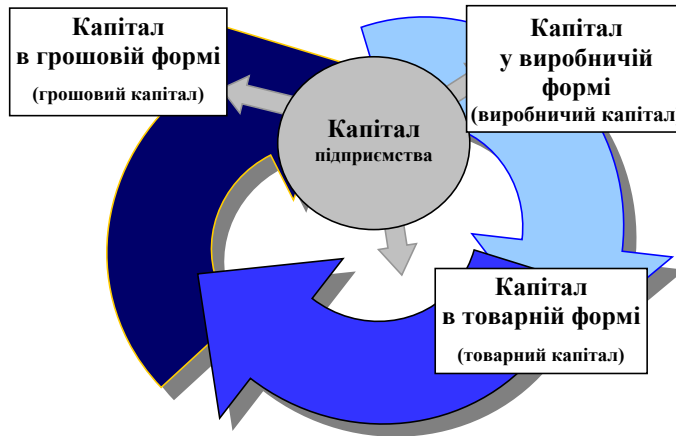 Капітал
в грошовій формі
(грошовий капітал)
Капітал
у виробничій
формі
(виробничий капітал
Капітал
підприємства
Капітал
в товарній формі
(товарний капітал)